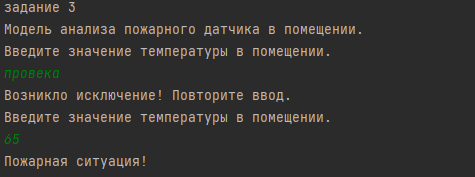 задание 3
Модель анализа пожарного датчика в помещении.
Введите значение температуры в помещении.
провека
Возникло исключение! Повторите ввод.
Введите значение температуры в помещении.
65
Пожарная ситуация!